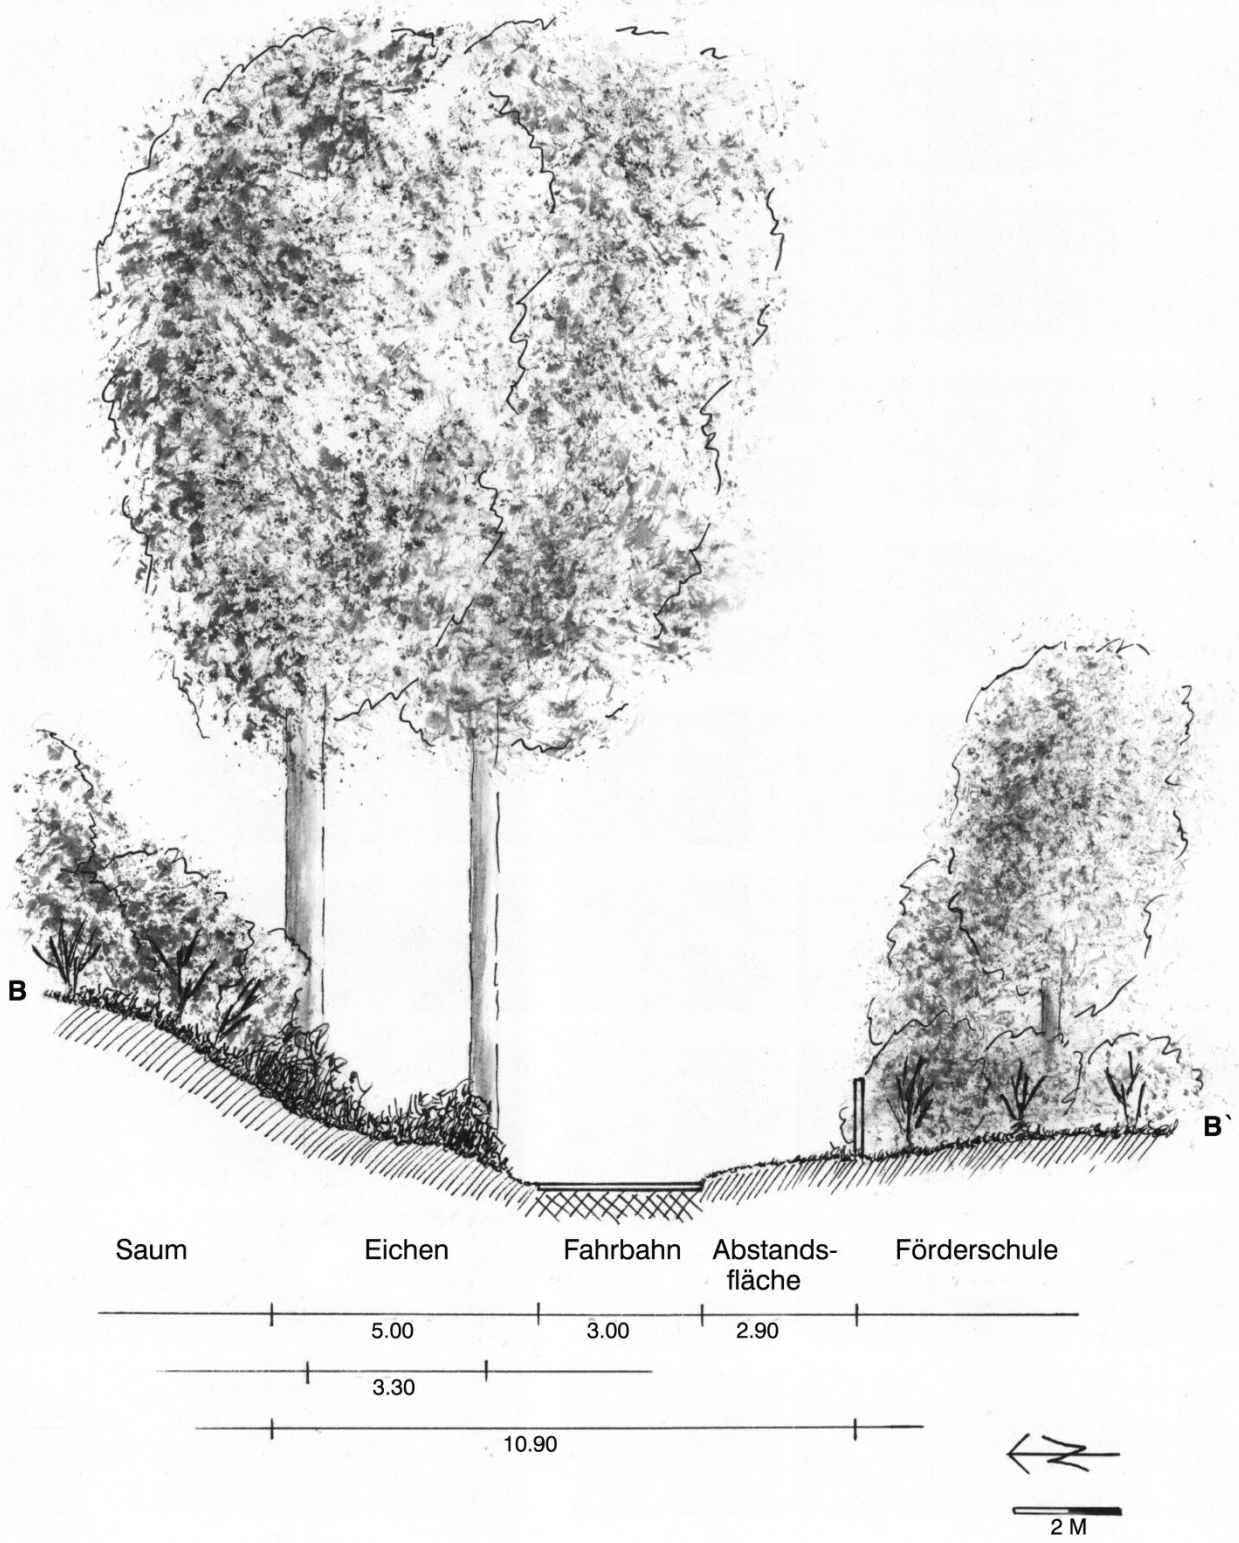 B
B`
Saum Eichen Fahrbahn Abstands-
fläche Förderschule
5.00 3.00 2.90
3.30
10.90
N
2 M